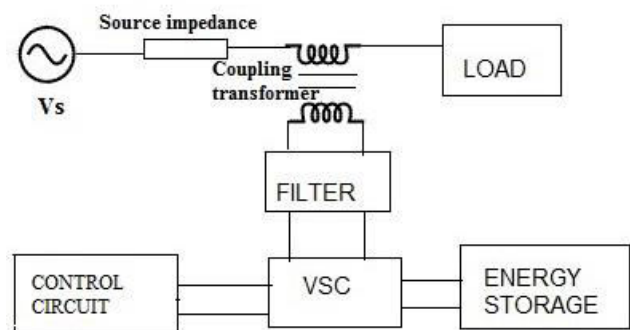 Source impedance
Vs
Coupling
transformer
LOAD
FILTER
CONTROL
CIRCUIT
VSC
ENERGY
STORAGE